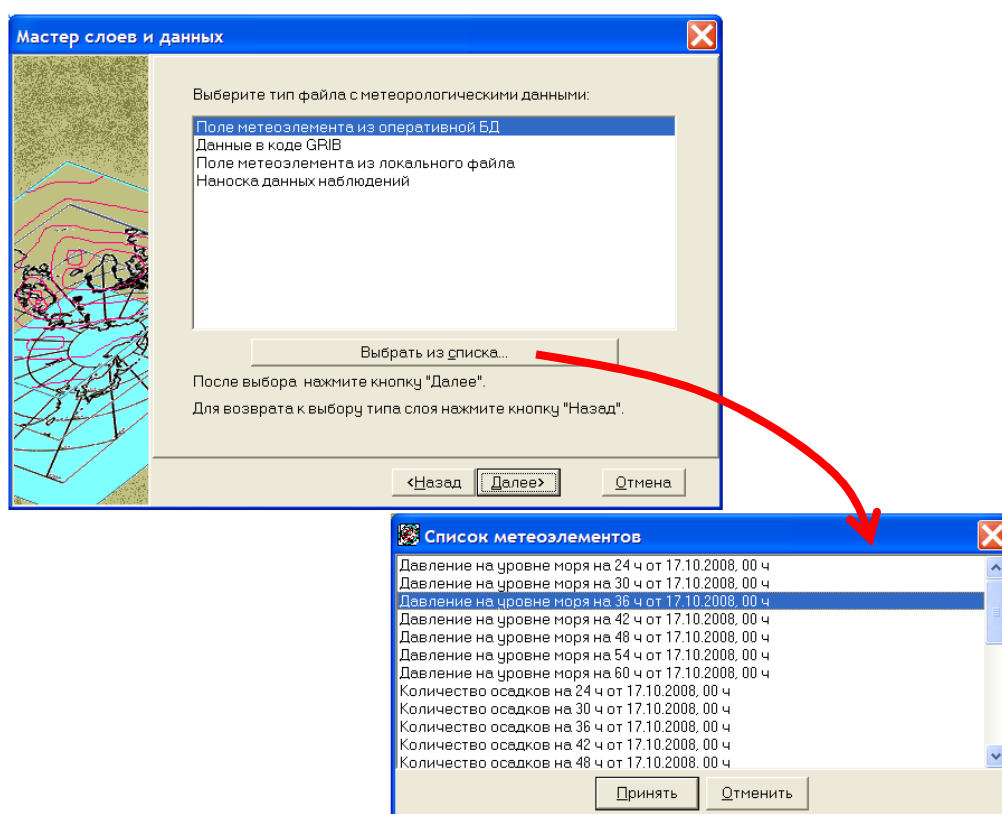 Мастер слоев и данных
Выберите тип файла с метеорологическими данными:
Поле метеоэлемента из оперативной БД
Данные в коде GRIB
Поле метеоэлемента из локального файла
Наноска данных наблюдений
Выбрать из списка...
После выбора нажмите кнопку "Далее".
Для возврата к выбору типа слоя нажмите кнопку "Назад".
<Назад Далее> Отмена
Список метеоэлементов
Давление на уровне моря на 24 ч от 17.10.2008, 00 ч
Давление на уровне моря на 30 ч от 17.10.2008, 00 ч
Давление на уровне моря на 36 ч от 17.10.2008, 00 ч
Давление на уровне моря на 42 ч от 17.10.2008, 00 ч
Давление на уровне моря на 48 ч от 17.10.2008, 00 ч
Давление на уровне моря на 54 ч от 17.10.2008, 00 ч
Давление на уровне моря на 60 ч от 17.10.2008, 00 ч
Количество осадков на 24 ч от 17.10.2008, 00 ч
Количество осадков на 30 ч от 17.10.2008, 00 ч
Количество осадков на 36 ч от 17.10.2008, 00 ч
Количество осадков на 42 ч от 17.10.2008, 00 ч
Количество осадков на 48 ч от 17.10.2008, 00 ч
Принять Отменить